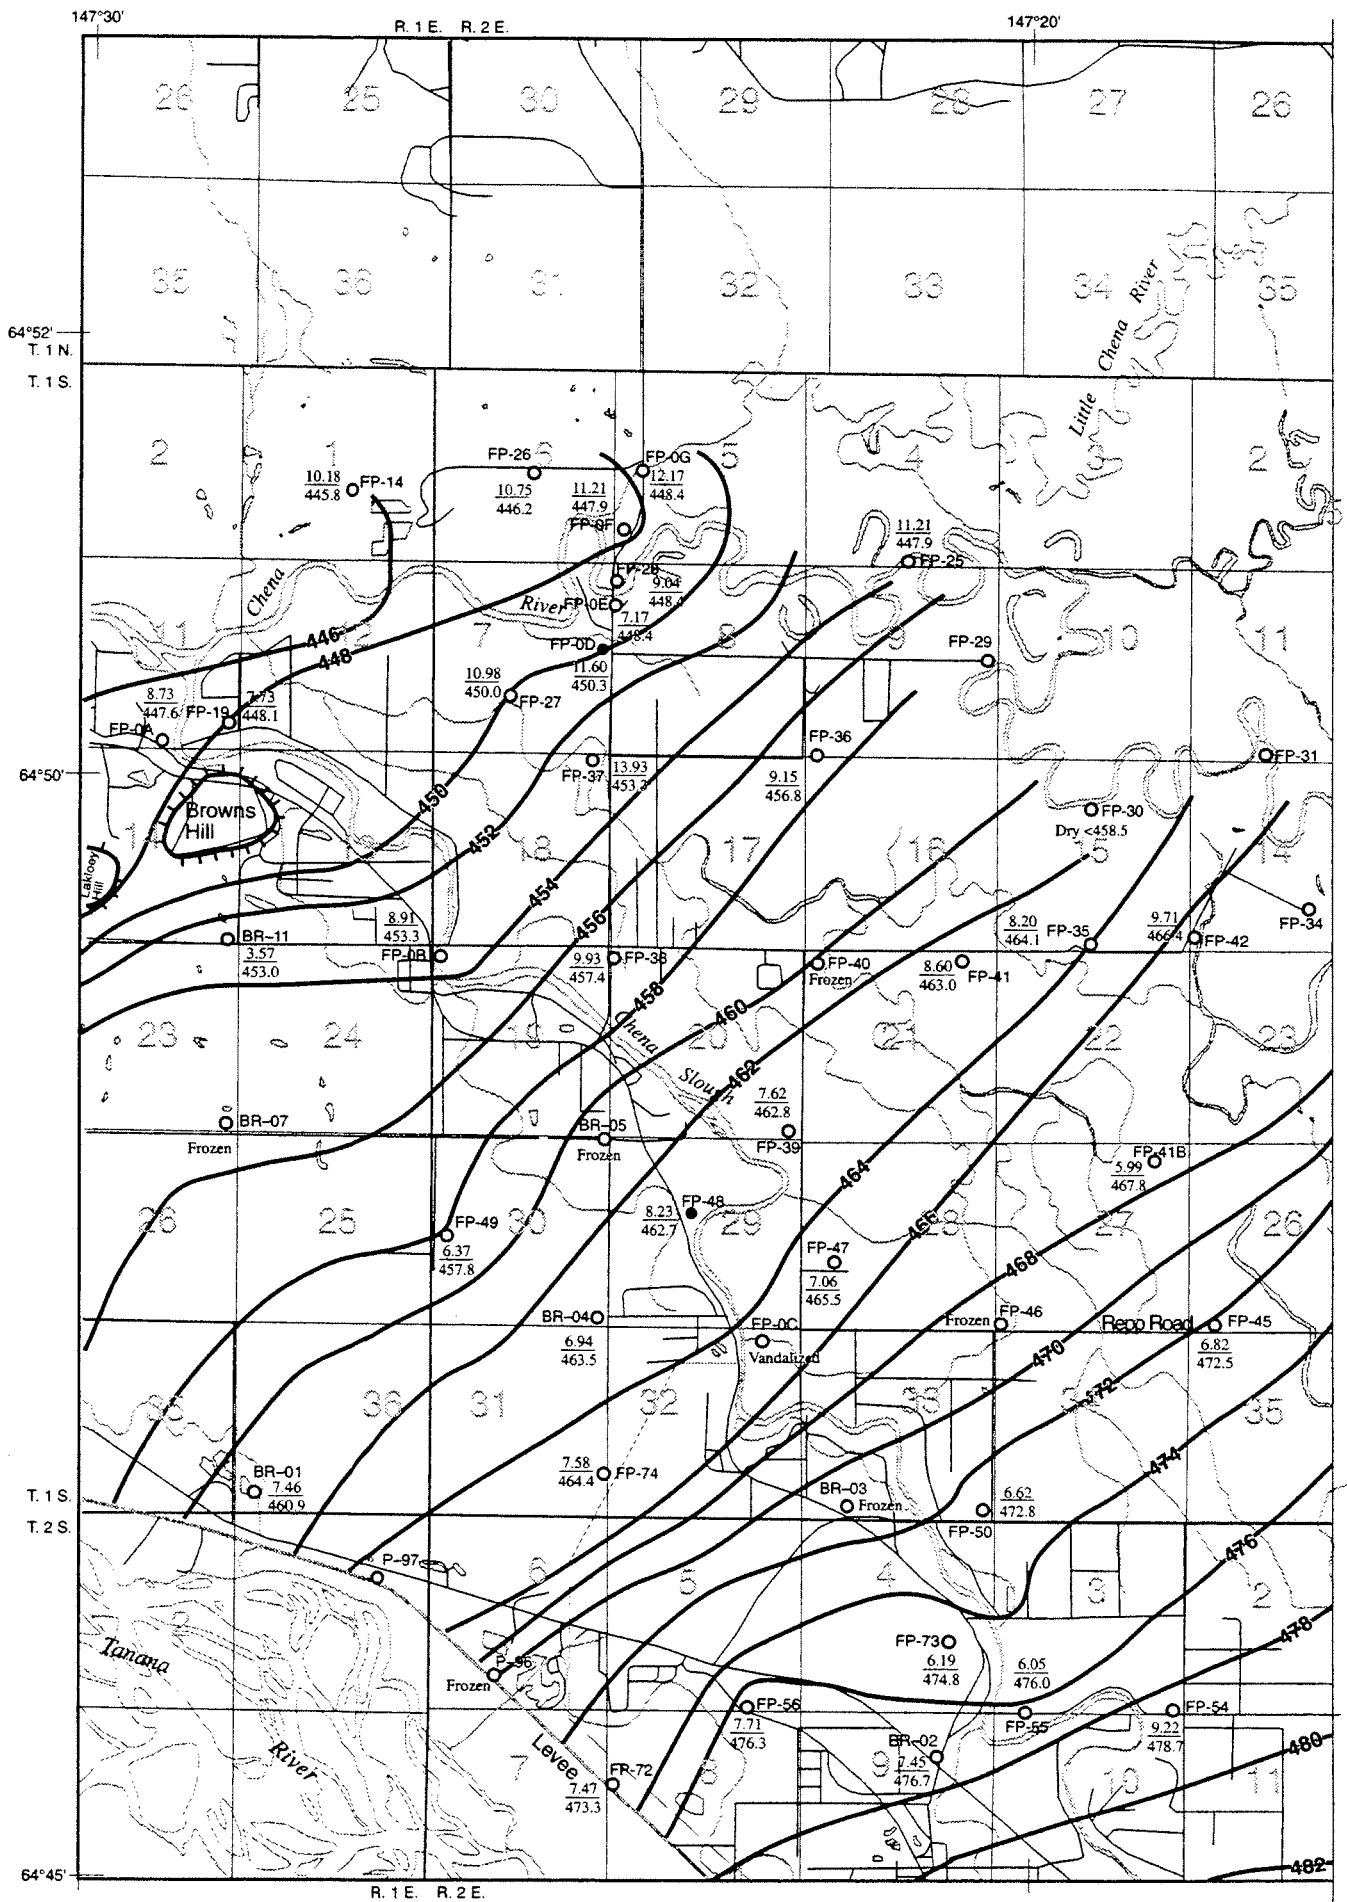 147°30'
147°20'
R. 1 E. R. 2 E.
26
25
30
29
28
27
26
35
36
31
32
33
34
35
Little Chena River
64°52'
T. 1 N.
T. 1 S.
2
1
6
5
4
3
2
FP-26
10.75
446.2
FP-0G
12.17
448.4
10.18
445.8
FP-14
11.21
447.9
FP-0F
11.21
447.9
FP-25
Chena
River
FP-28
9.04
448.4
FP-0E
7.17
448.4
11
12
7
8
9
10
11
446
448
FP-0D
11.60
450.3
FP-29
10.98
450.0
FP-27
8.73
447.6
FP-19
7.73
448.1
FP-0A
FP-36
9.15
456.8
FP-31
64°50'
FP-37
13.93
453.3
450
Browns
Hill
FP-30
Dry <458.5
452
14
18
17
16
15
14
Laklooy
Hill
454
456
FP-34
8.91
453.3
FP-0B
BR-11
3.57
453.0
9.93
457.4
FP-38
FP-40
Frozen
8.60
463.0
FP-41
8.20
464.1
FP-35
9.71
466.4
FP-42
458
460
23
24
19
20
21
22
23
Chena
Slough
462
7.62
462.8
FP-39
BR-07
Frozen
BR-05
Frozen
FP-41B
5.99
467.8
464
26
25
30
29
28
26
FP-48
8.23
462.7
FP-49
6.37
457.8
466
FP-47
7.06
465.5
468
BR-04
6.94
463.5
FP-0C
Vandalized
Frozen
FP-46
Repp Road
FP-45
6.82
472.5
470
472
35
36
31
32
33
34
35
474
BR-01
7.46
460.9
7.58
464.4
FP-74
BR-03
Frozen
6.62
472.8
FP-50
T. 1 S.
T. 2 S.
476
P-97
6
5
4
3
2
2
478
Tanana
River
FP-73
6.19
474.8
6.05
476.0
FP-55
P-96
Frozen
FP-56
7.71
476.3
FP-54
9.22
478.7
BR-02
7.45
476.7
480
Levee
FP-72
7.47
473.3
7
8
9
10
11
482
64°45'
R. 1 E. R. 2 E.